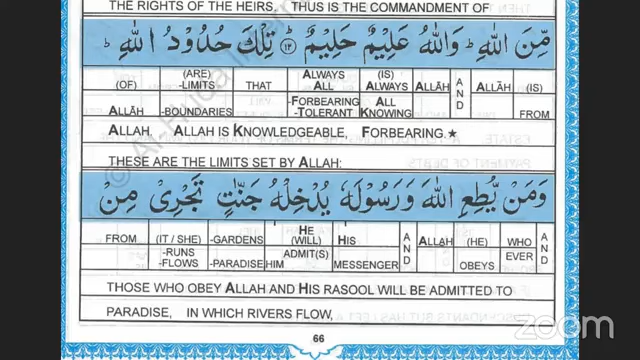 THE RIGHTS OF THE HEIRS. THUS IS THE COMMANDMENT OF
مِّنَ اللّٰهِ ؕ وَاللّٰهُ عَلِيْمٌ حَلِيْمٌ ؕ﴿١٢﴾ تِلْكَ حُدُوْدُ اللّٰهِ ؕ
(OF) (ARE) -LIMITS THAT ALWAYS ALL (IS) ALWAYS ALLĀH AND ALLĀH (IS)
ALLĀH -BOUNDARIES -FORBEARING -TOLERANT ALL KNOWING FROM
ALLAH. ALLAH IS KNOWLEDGEABLE, FORBEARING.★
THESE ARE THE LIMITS SET BY ALLAH:
وَمَنْ يُّطِعِ اللّٰهَ وَرَسُوْلَهٗ يُدْخِلْهُ جَنّٰتٍ تَجْرِيْ مِنْ
FROM (IT / SHE) -GARDENS HE (WILL) HIS AND ALLAH (HE) WHO AND
-RUNS -FLOWS -PARADISE HIM ADMIT(S) MESSENGER OBEYS EVER
THOSE WHO OBEY ALLAH AND HIS RASOOL WILL BE ADMITTED TO
PARADISE, IN WHICH RIVERS FLOW,
66
zoom